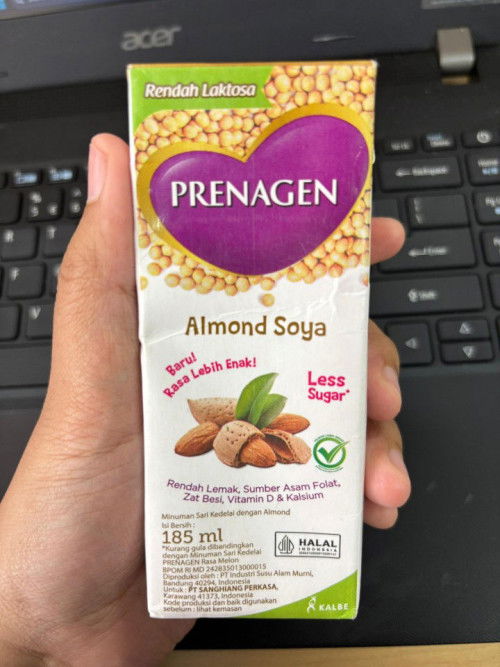 acer
Rendah Laktosa
PRENAGEN
Almond Soya
Baru!
Rasa Lebih Enak!
Less
Sugar*
Rendah Lemak, Sumber Asam Folat,
Zat Besi, Vitamin D & Kalsium
Minuman Sari Kedelai dengan Almond
Isi Bersih :
185 ml
*Kurang gula dibandingkan
dengan Minuman Sari Kedelai
PRENAGEN Rasa Melon
BPOM RI MD 242835013000015
Diproduksi oleh : PT Industri Susu Alam Murni,
Bandung 40294, Indonesia
Untuk : PT SANGHIANG PERKASA,
Karawang 41373, Indonesia
Kode produksi dan baik digunakan
sebelum : lihat kemasan
HALAL
INDONESIA
KALBE